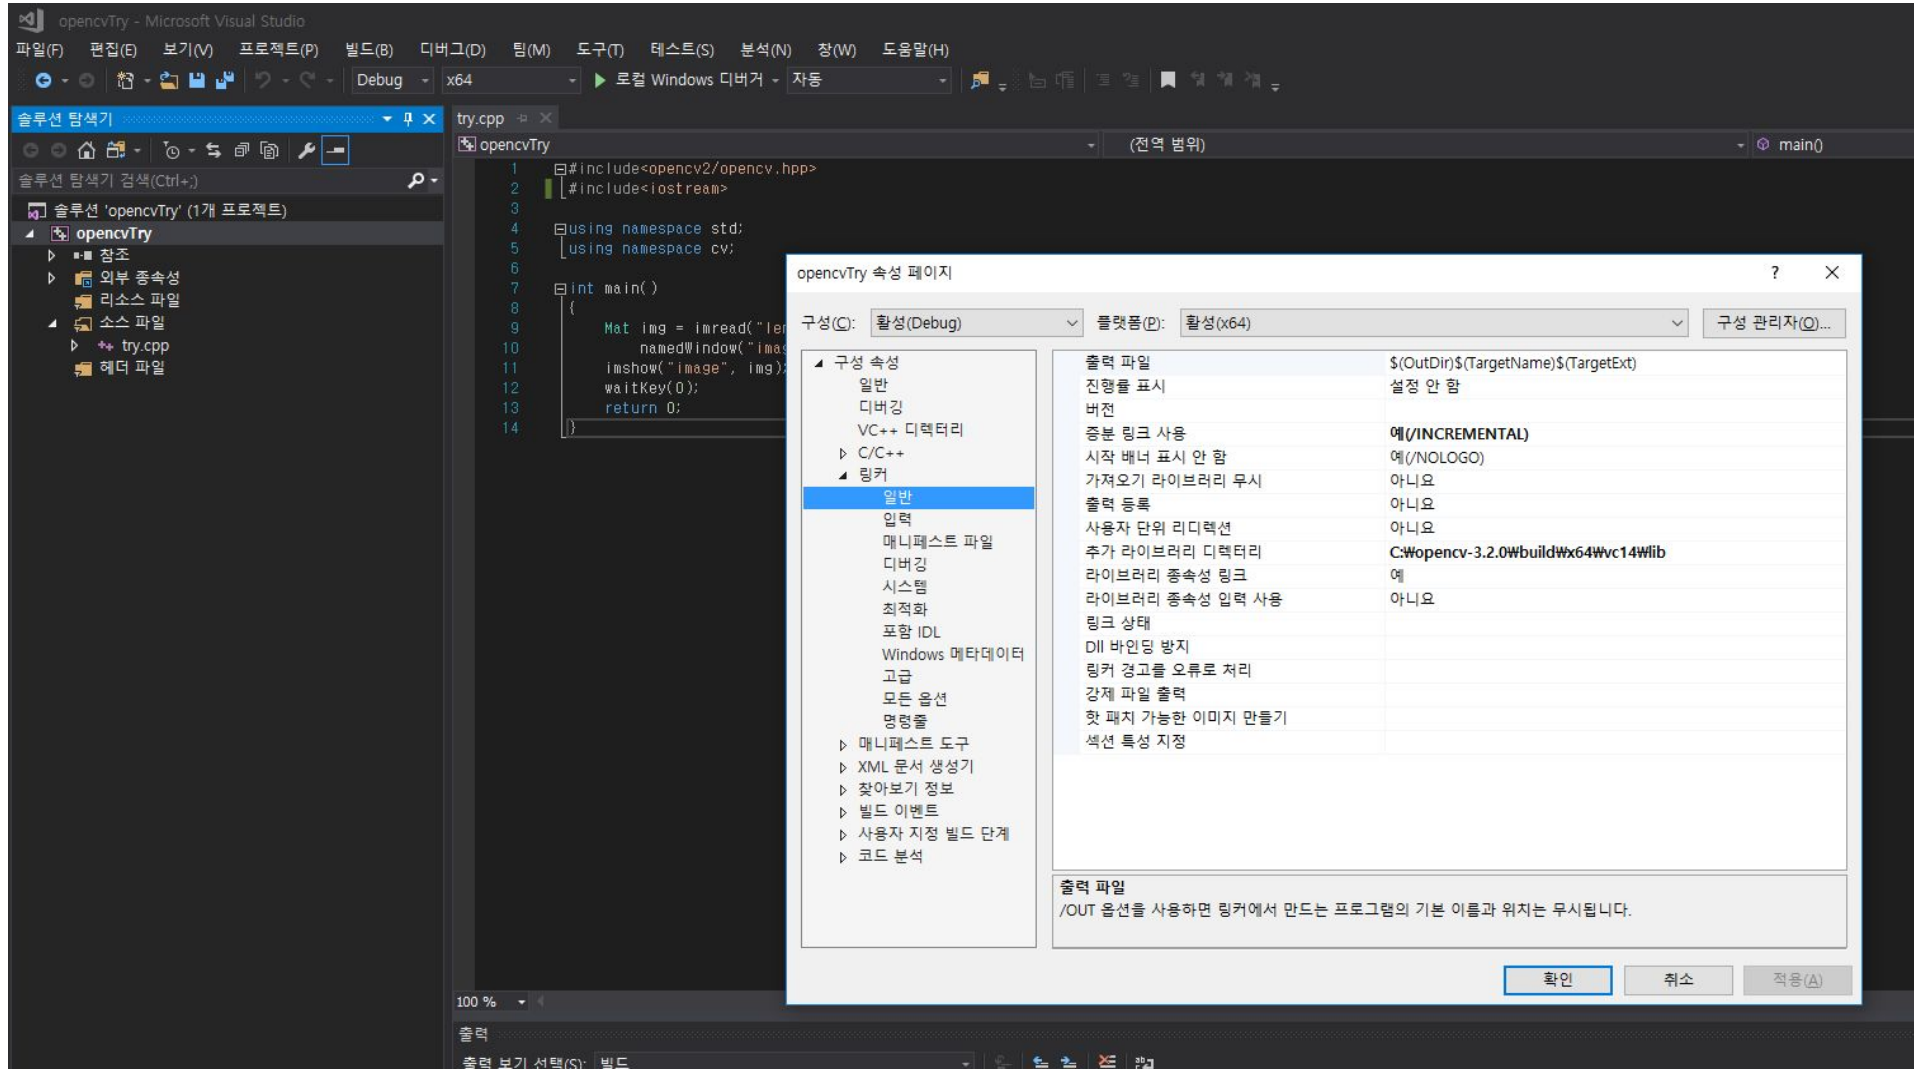 opencvTry - Microsoft Visual Studio
파일(F) 편집(E) 보기(V) 프로젝트(P) 빌드(B) 디버그(D) 팀(M) 도구(T) 테스트(S) 분석(N) 창(W) 도움말(H)
Debug x64 로컬 Windows 디버거 자동
솔루션 탐색기
솔루션 탐색기 검색(Ctrl+;)
솔루션 'opencvTry' (1개 프로젝트)
opencvTry
참조
외부 종속성
리소스 파일
소스 파일
try.cpp
헤더 파일
try.cpp
opencvTry (전역 범위) main()
1 #include<opencv2/opencv.hpp>
2 #include<iostream>
3
4 using namespace std;
5 using namespace cv;
6
7 int main()
8 {
9 Mat img = imread("len
10 namedWindow("imag
11 imshow("image", img);
12 waitKey(0);
13 return 0;
14 }
100 %
출력
출력 보기 선택(S): 빌드
opencvTry 속성 페이지 ?
구성(C): 활성(Debug) 플랫폼(P): 활성(x64) 구성 관리자(O)...
구성 속성
일반
디버깅
VC++ 디렉터리
C/C++
링커
일반
입력
매니페스트 파일
디버깅
시스템
최적화
포함 IDL
Windows 메타데이터
고급
모든 옵션
명령줄
매니페스트 도구
XML 문서 생성기
찾아보기 정보
빌드 이벤트
사용자 지정 빌드 단계
코드 분석
출력 파일 $(OutDir)$(TargetName)$(TargetExt)
진행률 표시 설정 안 함
버전
증분 링크 사용 예(/INCREMENTAL)
시작 배너 표시 안 함 예(/NOLOGO)
가져오기 라이브러리 무시 아니요
출력 등록 아니요
사용자 단위 리디렉션 아니요
추가 라이브러리 디렉터리 C:₩opencv-3.2.0₩build₩x64₩vc14₩lib
라이브러리 종속성 링크 예
라이브러리 종속성 입력 사용 아니요
링크 상태
Dll 바인딩 방지
링커 경고를 오류로 처리
강제 파일 출력
핫 패치 가능한 이미지 만들기
섹션 특성 지정
출력 파일
/OUT 옵션을 사용하면 링커에서 만드는 프로그램의 기본 이름과 위치는 무시됩니다.
확인 취소 적용(A)